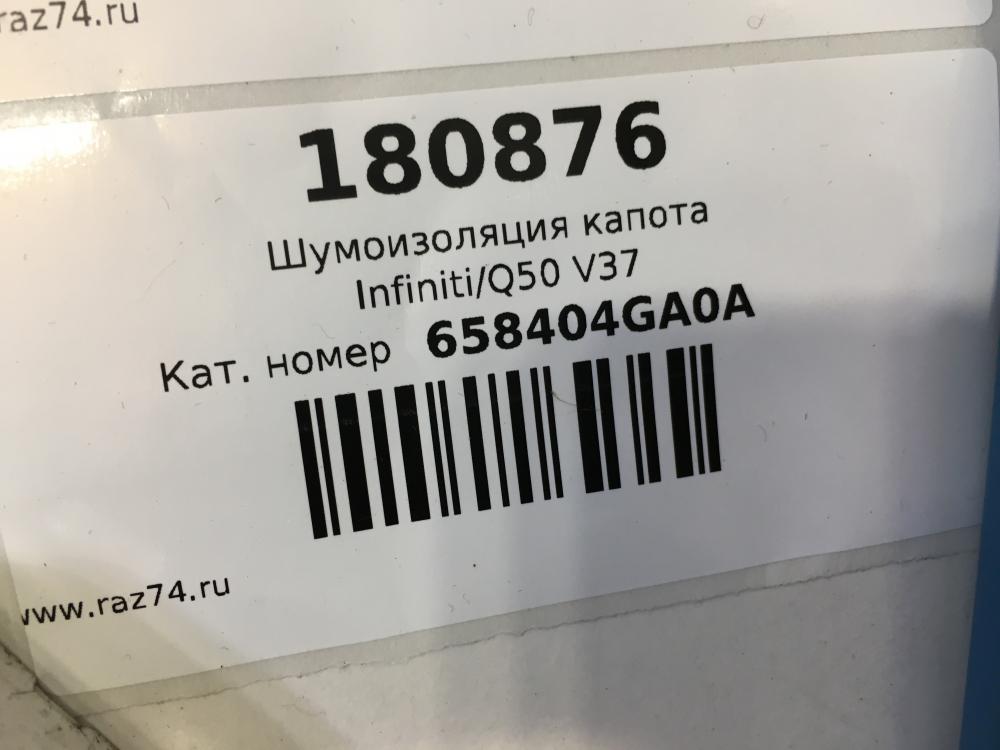 raz74.ru
180876
Шумоизоляция капота
Infiniti/Q50 V37
Кат. номер 658404GA0A
www.raz74.ru